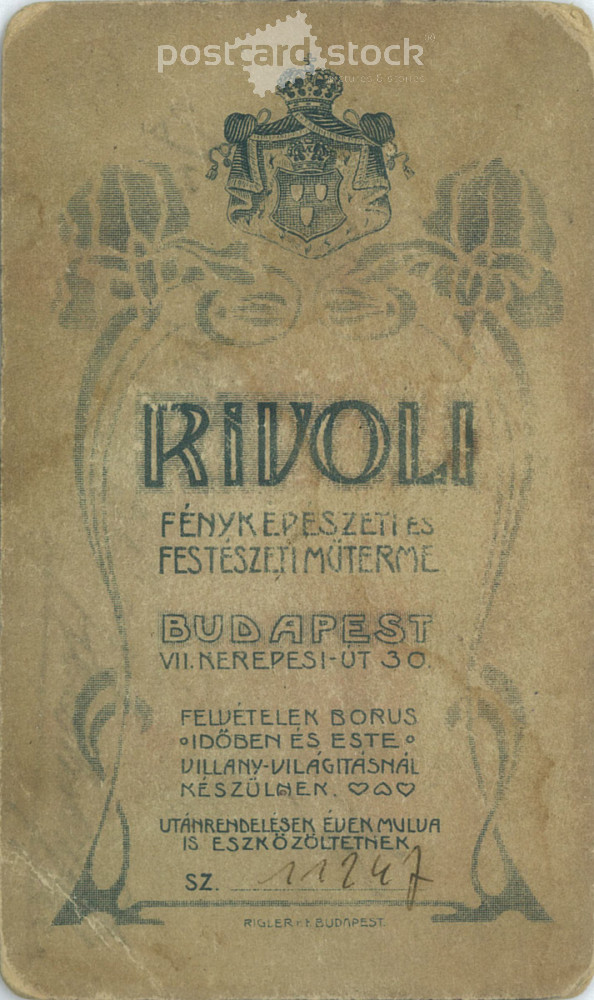 postcard stock
RIVOLI
FÉNYKÉPESZETI ÉS
FESTÉSZETI MŰTERME
BUDAPEST
VII. KEREPESI-ÚT 30.
FELVÉTELEK BORUS
IDŐBEN ÉS ESTE
VILLANY-VILÁGITÁSNÁL
KÉSZÜLNEK.
UTÁNRENDELÉSEK ÉVEK MULVA
IS ESZKÖZÖLTETNEK
SZ. 11247
RIGLER r. t. BUDAPEST.